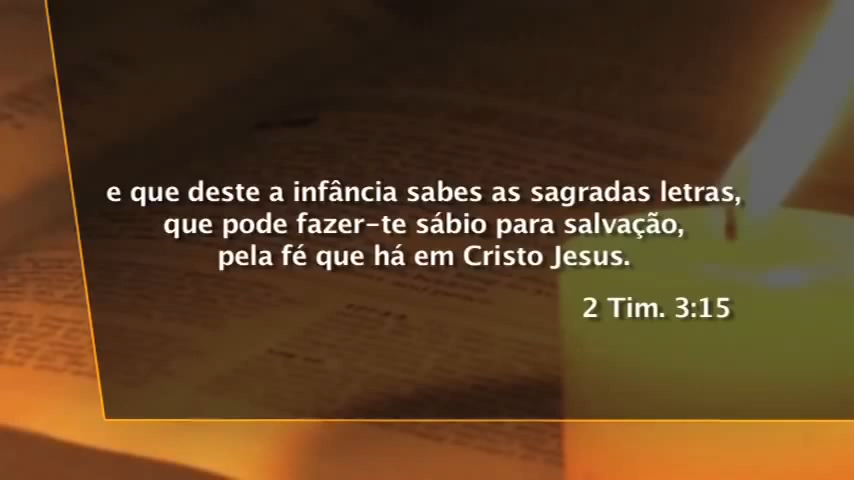 e que deste a infância sabes as sagradas letras,
que pode fazer-te sábio para salvação,
pela fé que há em Cristo Jesus.
2 Tim. 3:15